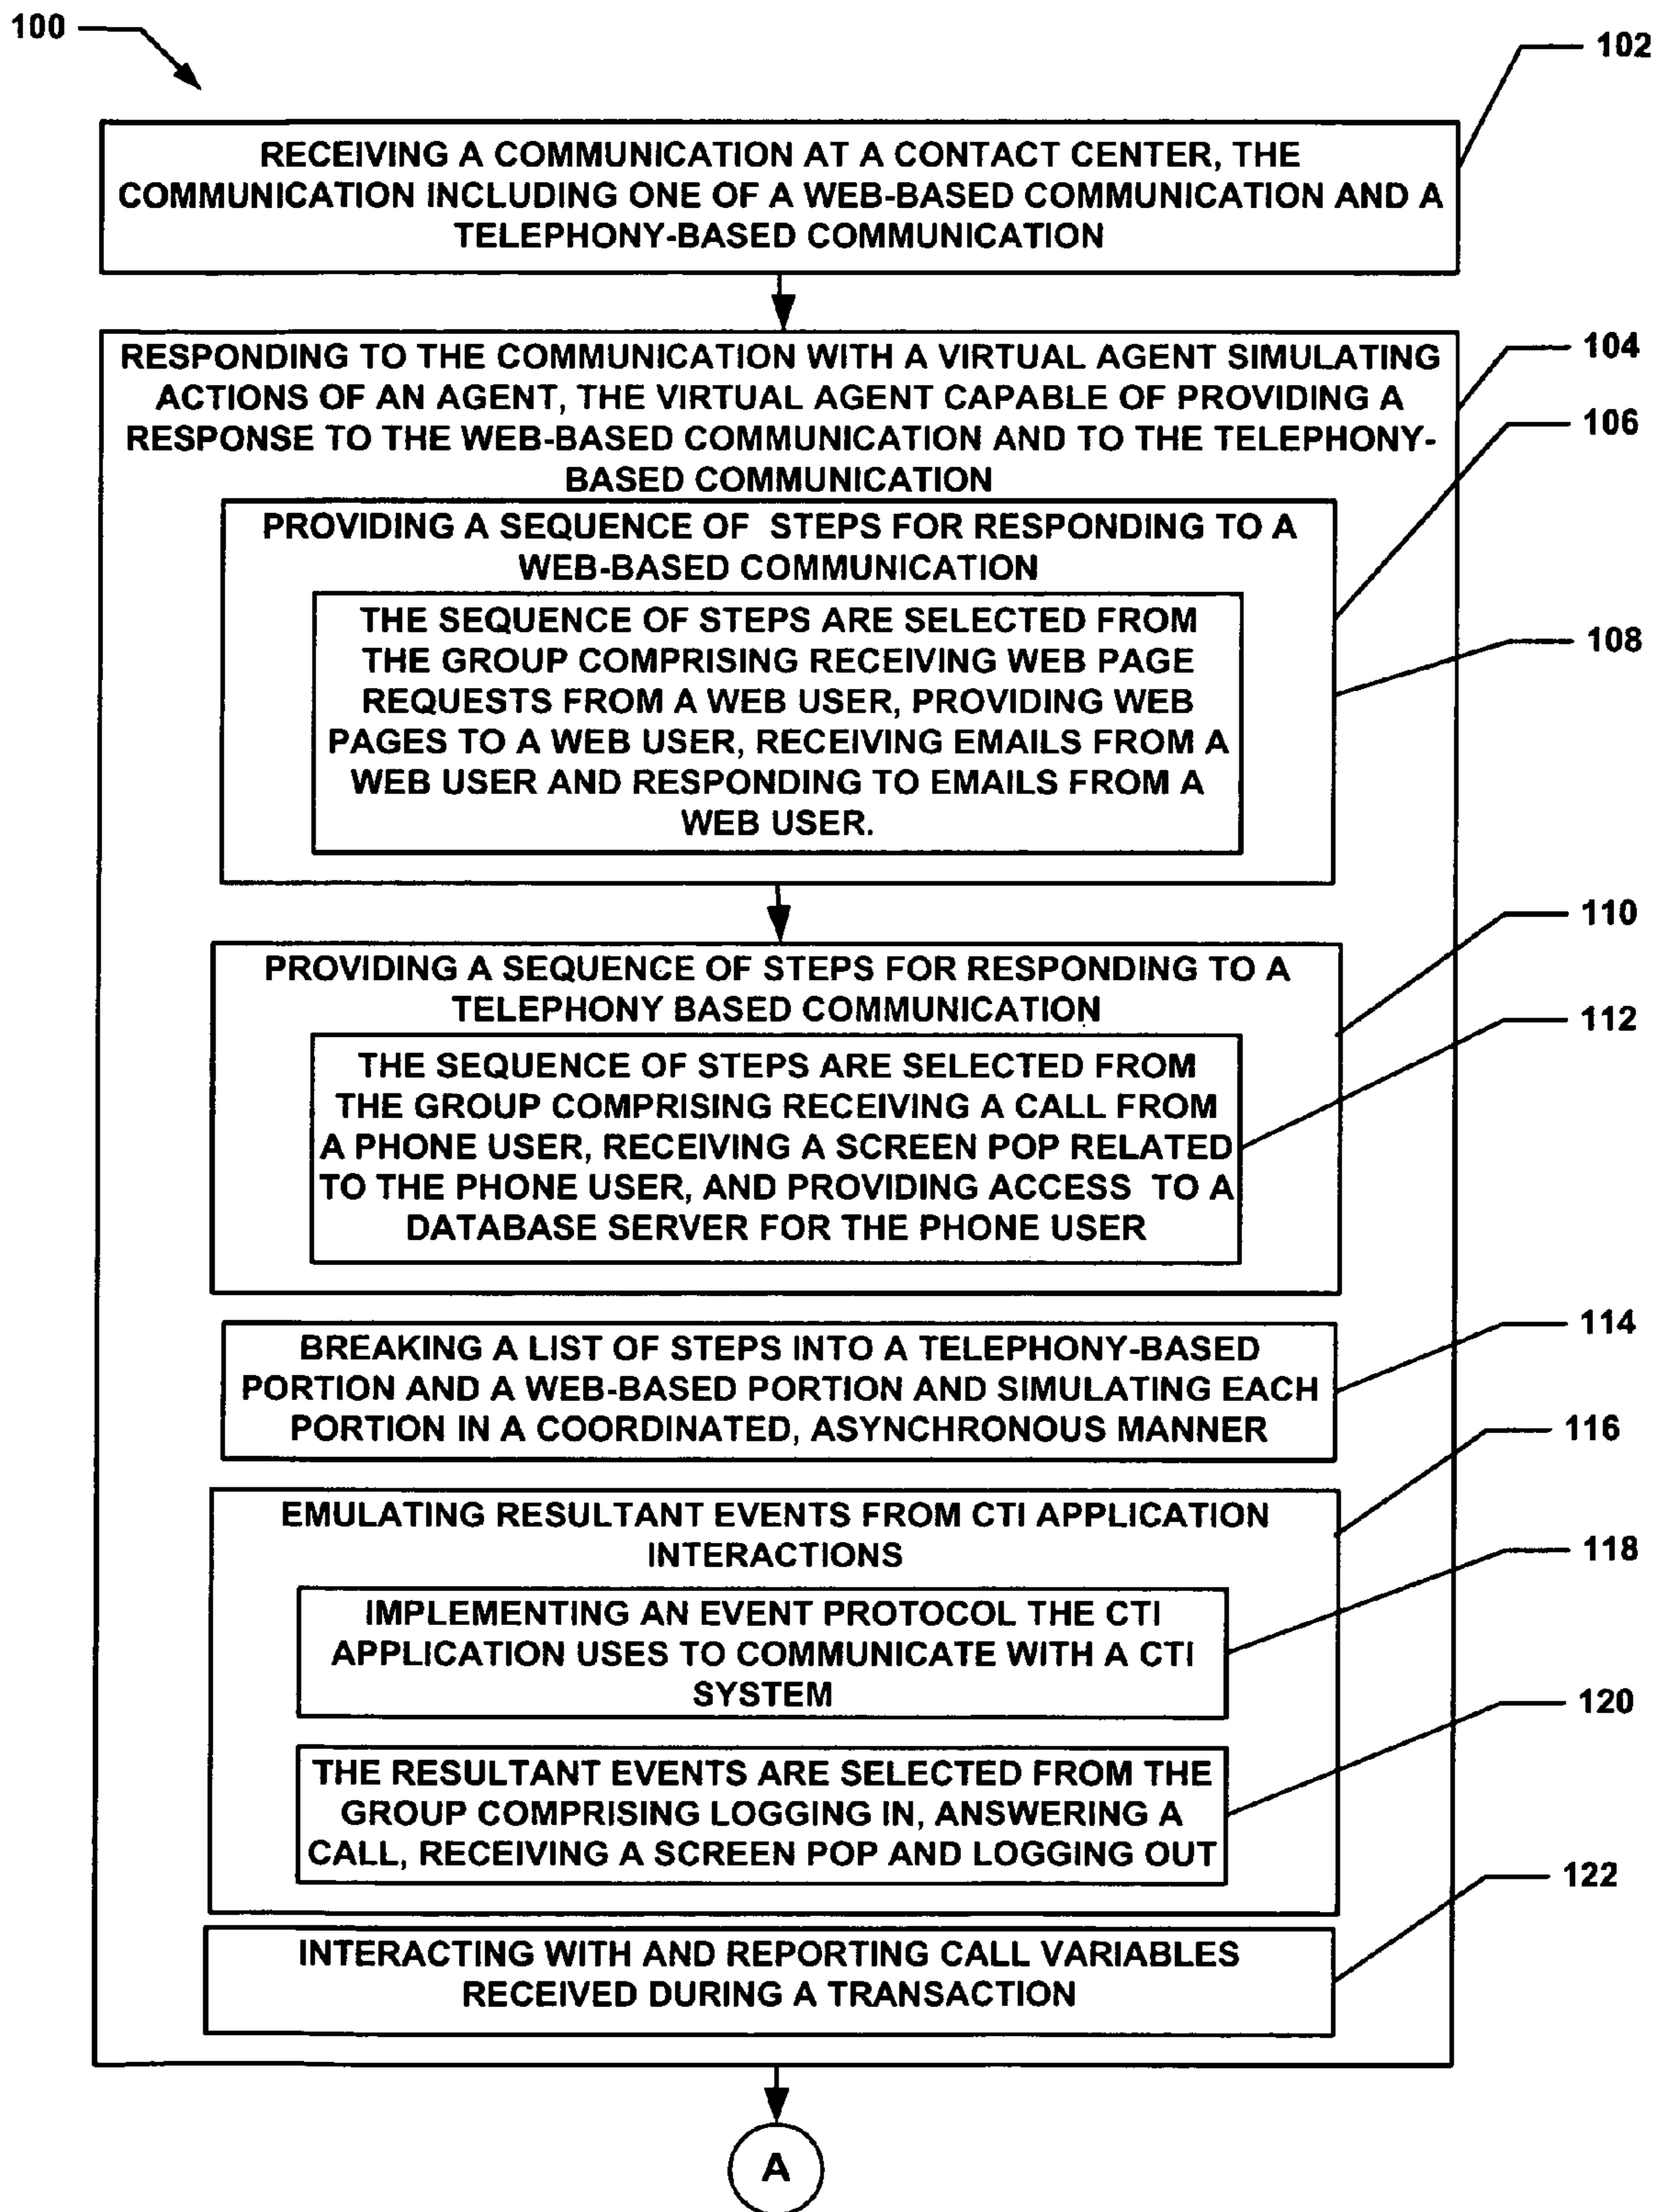 100
102
RECEIVING A COMMUNICATION AT A CONTACT CENTER, THE
COMMUNICATION INCLUDING ONE OF A WEB-BASED COMMUNICATION AND A
TELEPHONY-BASED COMMUNICATION
104
RESPONDING TO THE COMMUNICATION WITH A VIRTUAL AGENT SIMULATING
ACTIONS OF AN AGENT, THE VIRTUAL AGENT CAPABLE OF PROVIDING A
RESPONSE TO THE WEB-BASED COMMUNICATION AND TO THE TELEPHONY-
BASED COMMUNICATION
106
PROVIDING A SEQUENCE OF STEPS FOR RESPONDING TO A
WEB-BASED COMMUNICATION
108
THE SEQUENCE OF STEPS ARE SELECTED FROM
THE GROUP COMPRISING RECEIVING WEB PAGE
REQUESTS FROM A WEB USER, PROVIDING WEB
PAGES TO A WEB USER, RECEIVING EMAILS FROM A
WEB USER AND RESPONDING TO EMAILS FROM A
WEB USER.
110
PROVIDING A SEQUENCE OF STEPS FOR RESPONDING TO A
TELEPHONY BASED COMMUNICATION
112
THE SEQUENCE OF STEPS ARE SELECTED FROM
THE GROUP COMPRISING RECEIVING A CALL FROM
A PHONE USER, RECEIVING A SCREEN POP RELATED
TO THE PHONE USER, AND PROVIDING ACCESS TO A
DATABASE SERVER FOR THE PHONE USER
114
BREAKING A LIST OF STEPS INTO A TELEPHONY-BASED
PORTION AND A WEB-BASED PORTION AND SIMULATING EACH
PORTION IN A COORDINATED, ASYNCHRONOUS MANNER
116
EMULATING RESULTANT EVENTS FROM CTI APPLICATION
INTERACTIONS
118
IMPLEMENTING AN EVENT PROTOCOL THE CTI
APPLICATION USES TO COMMUNICATE WITH A CTI
SYSTEM
120
THE RESULTANT EVENTS ARE SELECTED FROM THE
GROUP COMPRISING LOGGING IN, ANSWERING A
CALL, RECEIVING A SCREEN POP AND LOGGING OUT
122
INTERACTING WITH AND REPORTING CALL VARIABLES
RECEIVED DURING A TRANSACTION
A